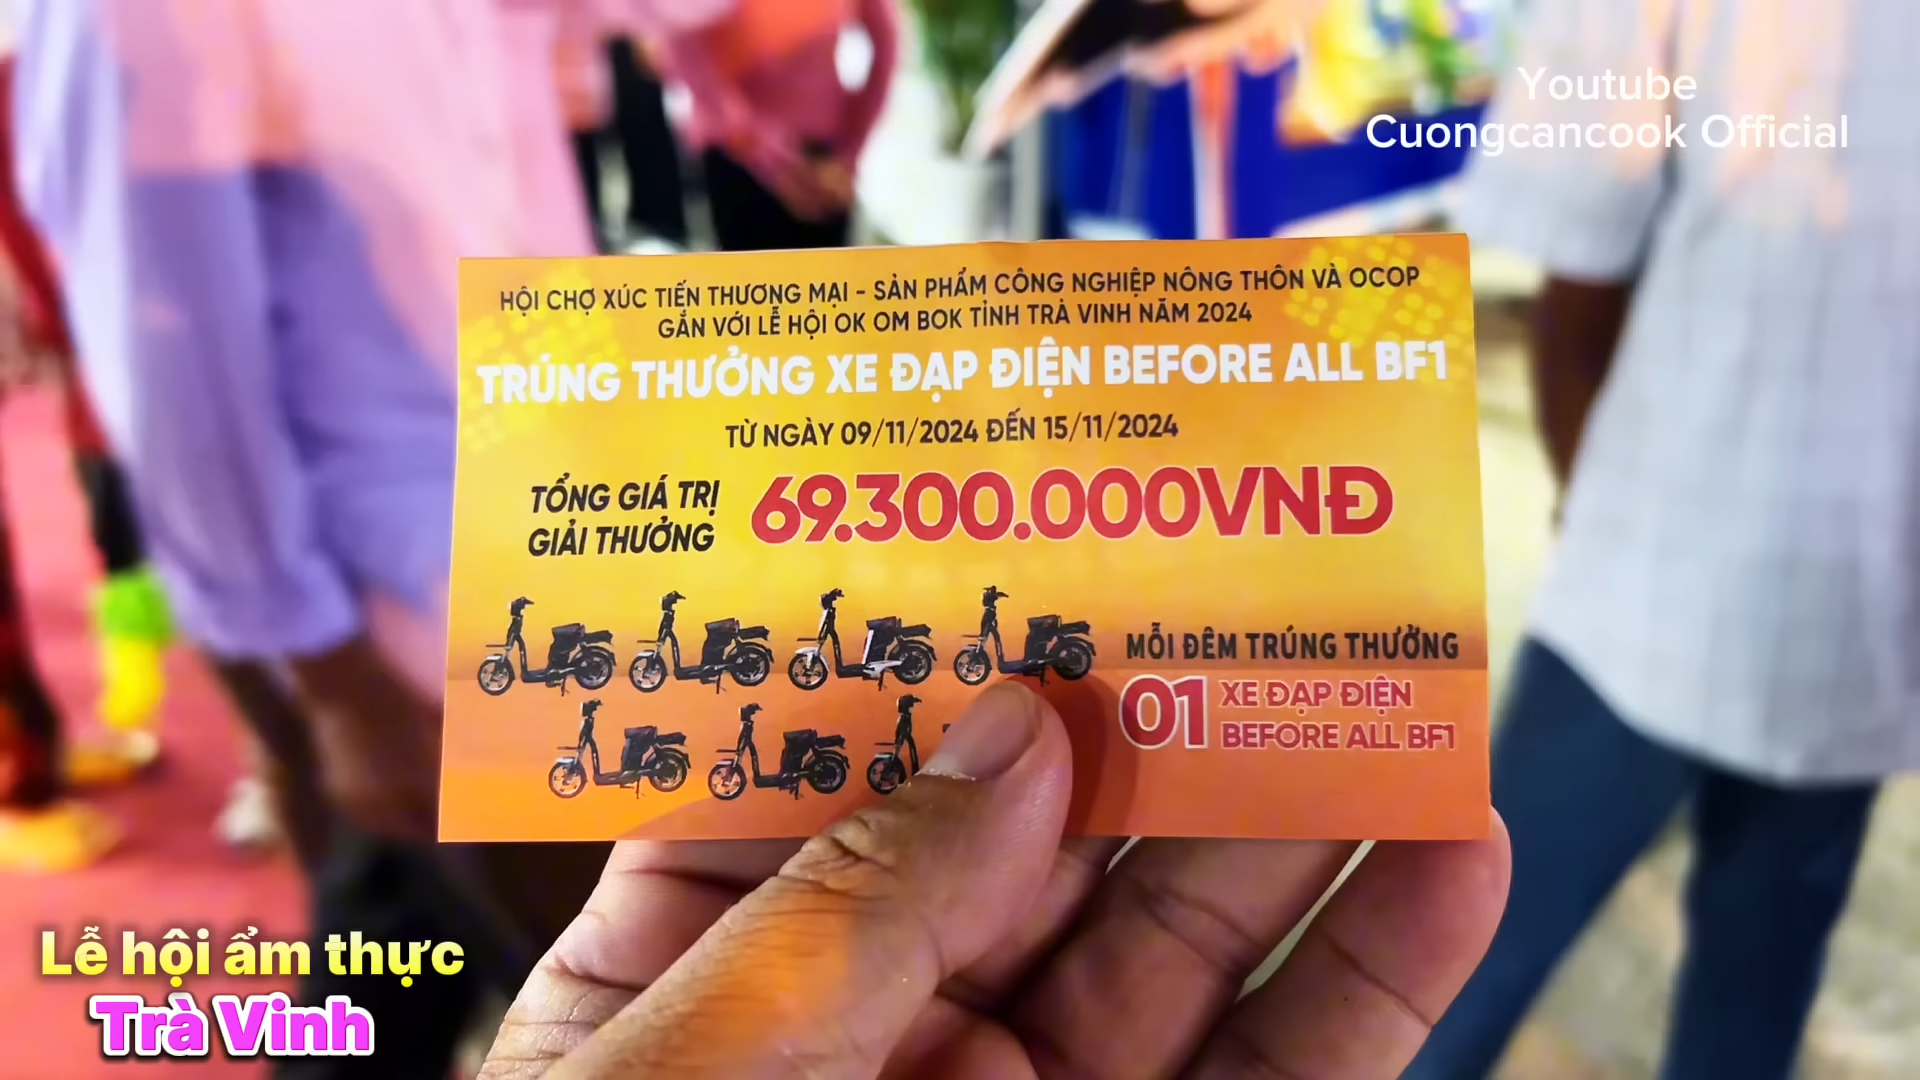 Youtube
Cuongcancook Official
HỘI CHỢ XÚC TIẾN THƯƠNG MẠI - SẢN PHẨM CÔNG NGHIỆP NÔNG THÔN VÀ OCOP
GẮN VỚI LỄ HỘI OK OM BOK TỈNH TRÀ VINH NĂM 2024
TRÚNG THƯỞNG XE ĐẠP ĐIỆN BEFORE ALL BF1
TỪ NGÀY 09/11/2024 ĐẾN 15/11/2024
TỔNG GIÁ TRỊ
GIẢI THƯỞNG
69.300.000VNĐ
MỖI ĐÊM TRÚNG THƯỞNG
01 XE ĐẠP ĐIỆN
BEFORE ALL BF1
Lễ hội ẩm thực
Trà Vinh